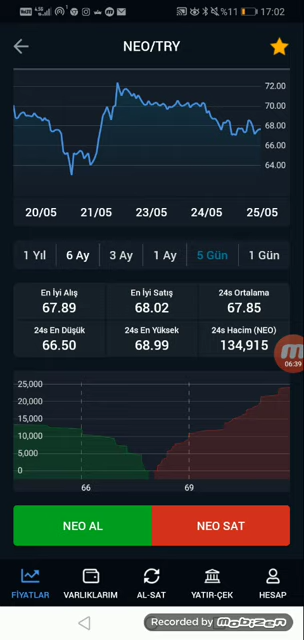 %11 17:02
NEO/TRY
72.00
70.00
68.00
66.00
64.00
20/05 21/05 23/05 24/05 25/05
1 Yıl 6 Ay 3 Ay 1 Ay 5 Gün 1 Gün
En İyi Alış En İyi Satış 24s Ortalama
67.89 68.02 67.85
24s En Düşük 24s En Yüksek 24s Hacim (NEO)
66.50 68.99 134,915
06:39
25,000
20,000
15,000
10,000
5,000
0
66 69
NEO AL NEO SAT
FİYATLAR VARLIKLARIM AL-SAT YATIR-ÇEK HESAP
Recorded by mobizen